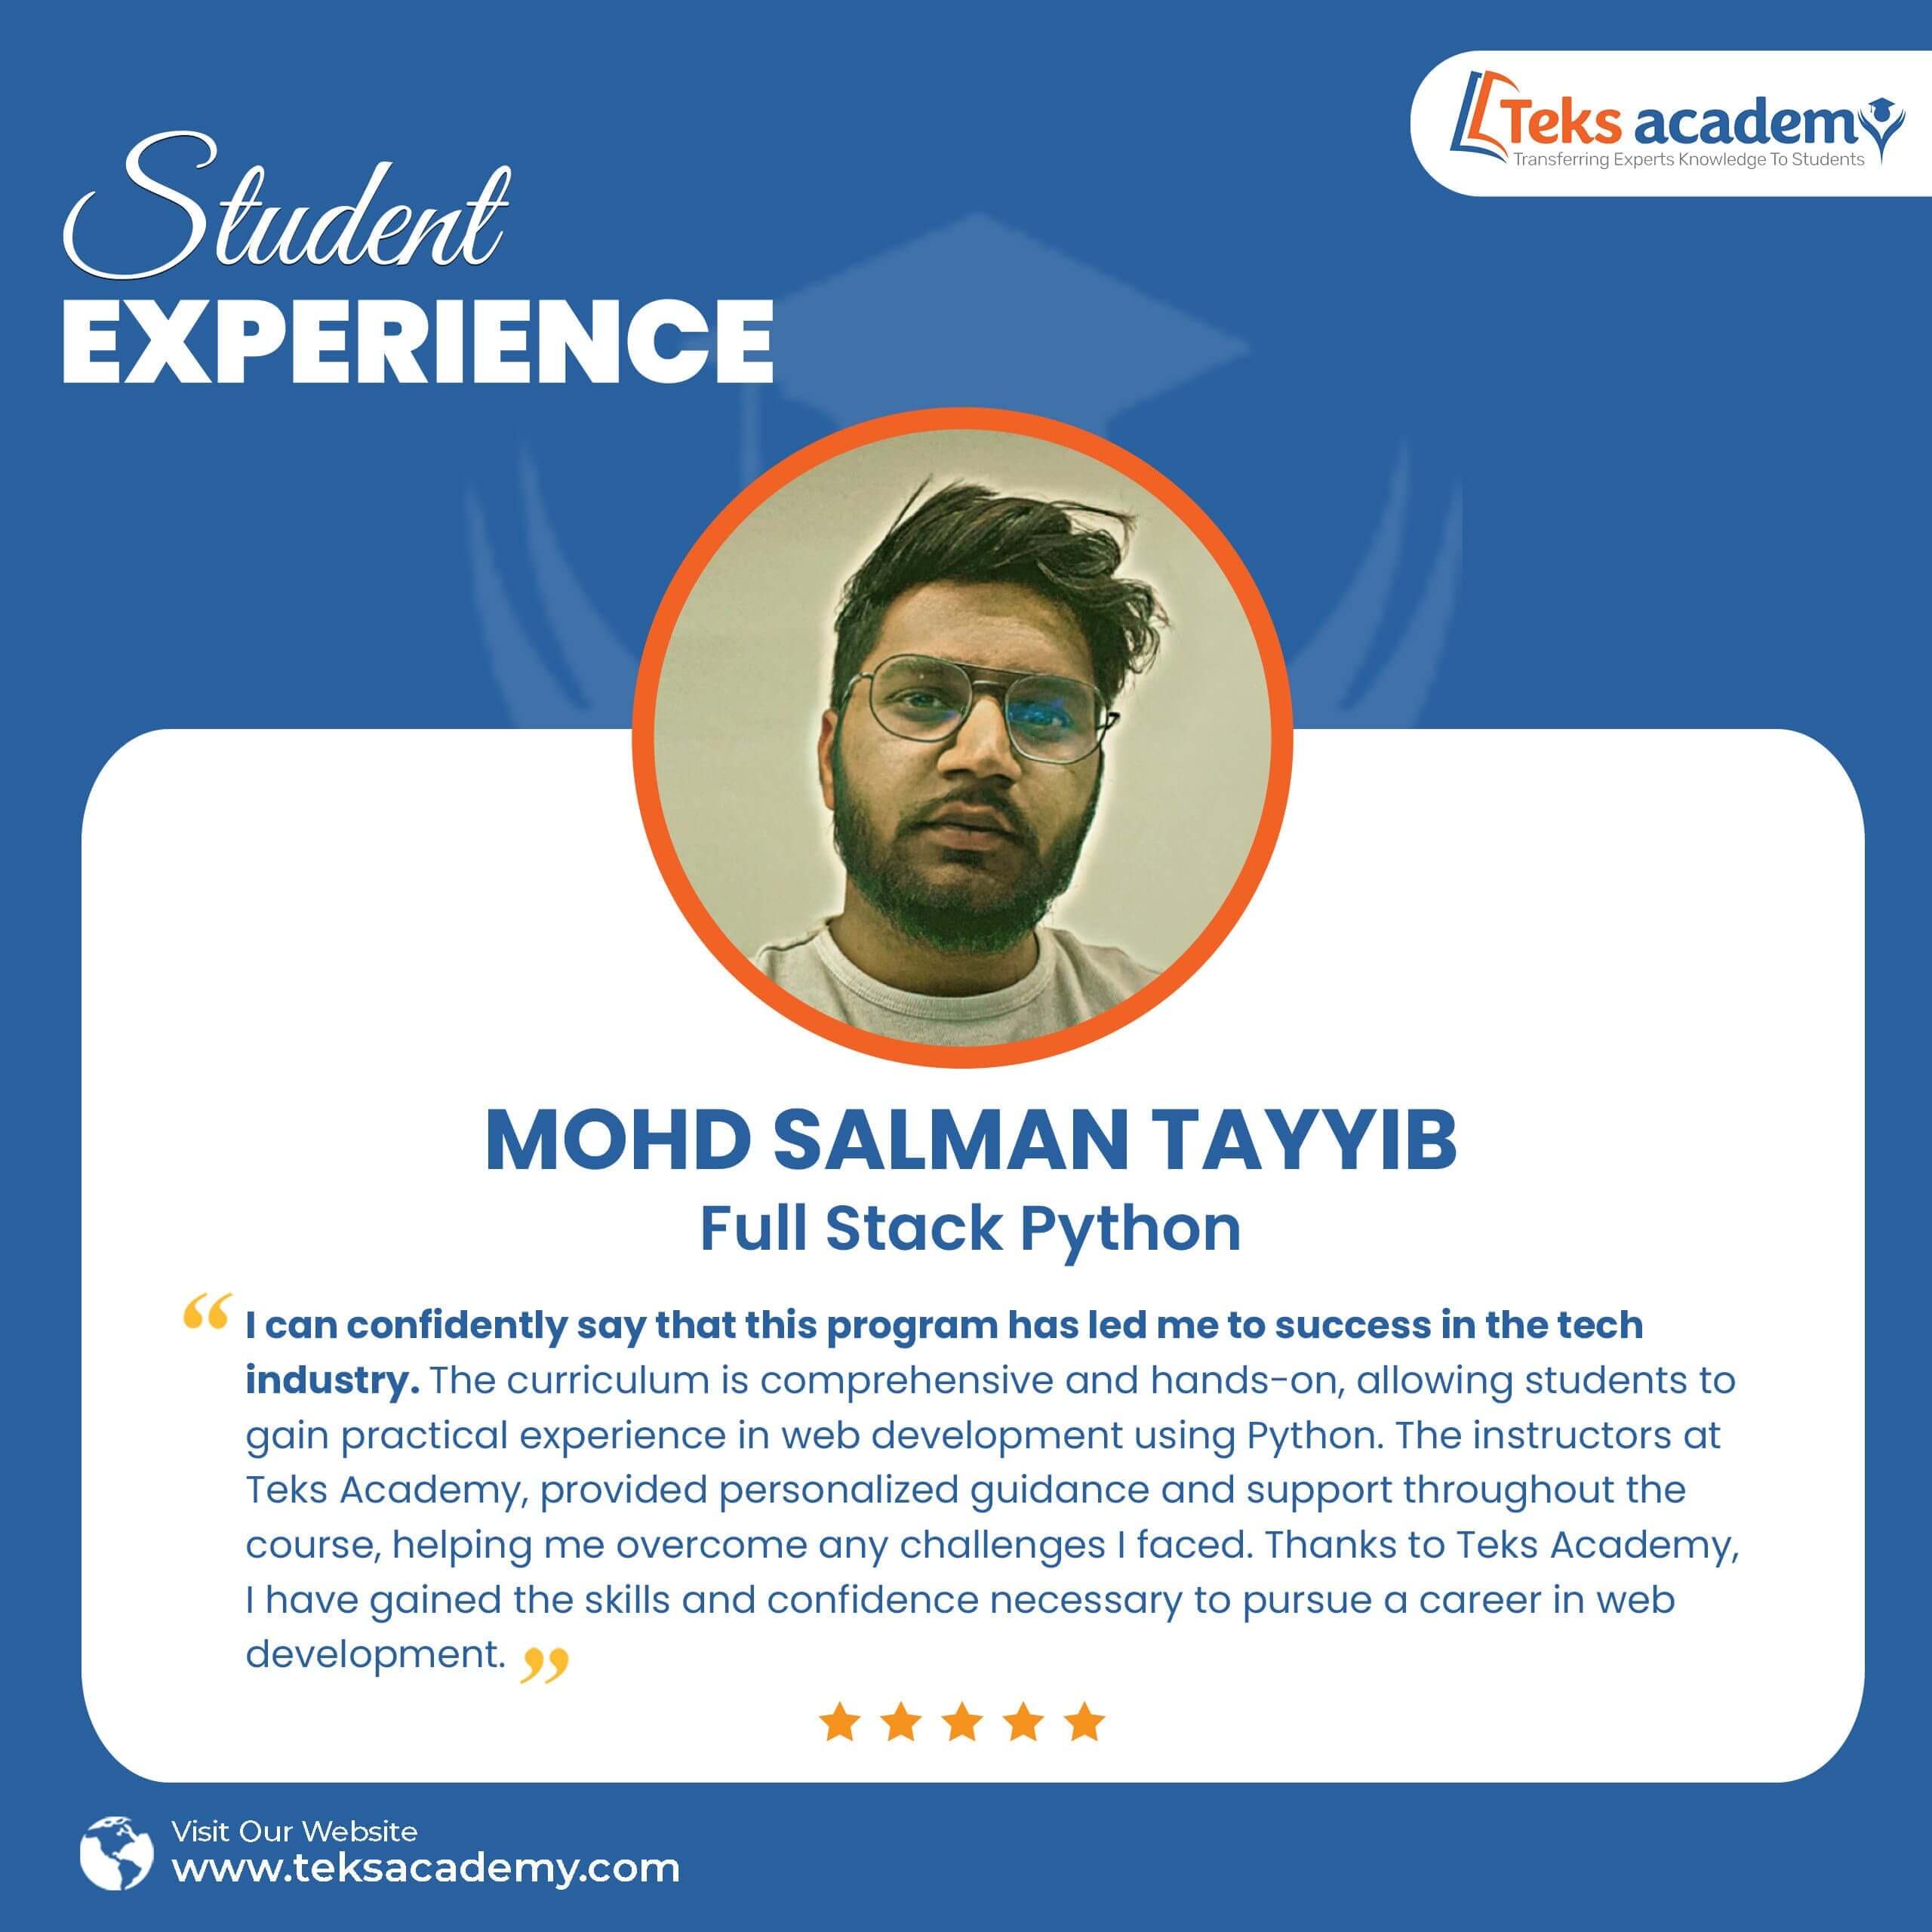 Teks academy
Transferring Experts Knowledge To Students
Student
EXPERIENCE
MOHD SALMAN TAYYIB
Full Stack Python
“ I can confidently say that this program has led me to success in the tech
industry. The curriculum is comprehensive and hands-on, allowing students to
gain practical experience in web development using Python. The instructors at
Teks Academy, provided personalized guidance and support throughout the
course, helping me overcome any challenges I faced. Thanks to Teks Academy,
I have gained the skills and confidence necessary to pursue a career in web
development. ”
Visit Our Website
www.teksacademy.com